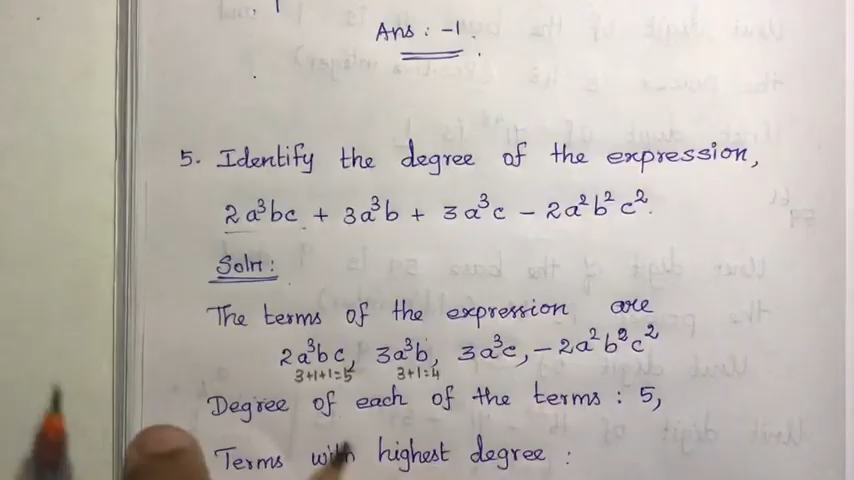 Ans : -1.
5. Identify the degree of the expression,
2a³bc + 3a³b + 3a³c - 2a²b²c².
Soln:
The terms of the expression are
2a³bc, 3a³b, 3a³c, -2a²b²c²
3+1+1=5 3+1=4
Degree of each of the terms : 5,
Terms with highest degree :